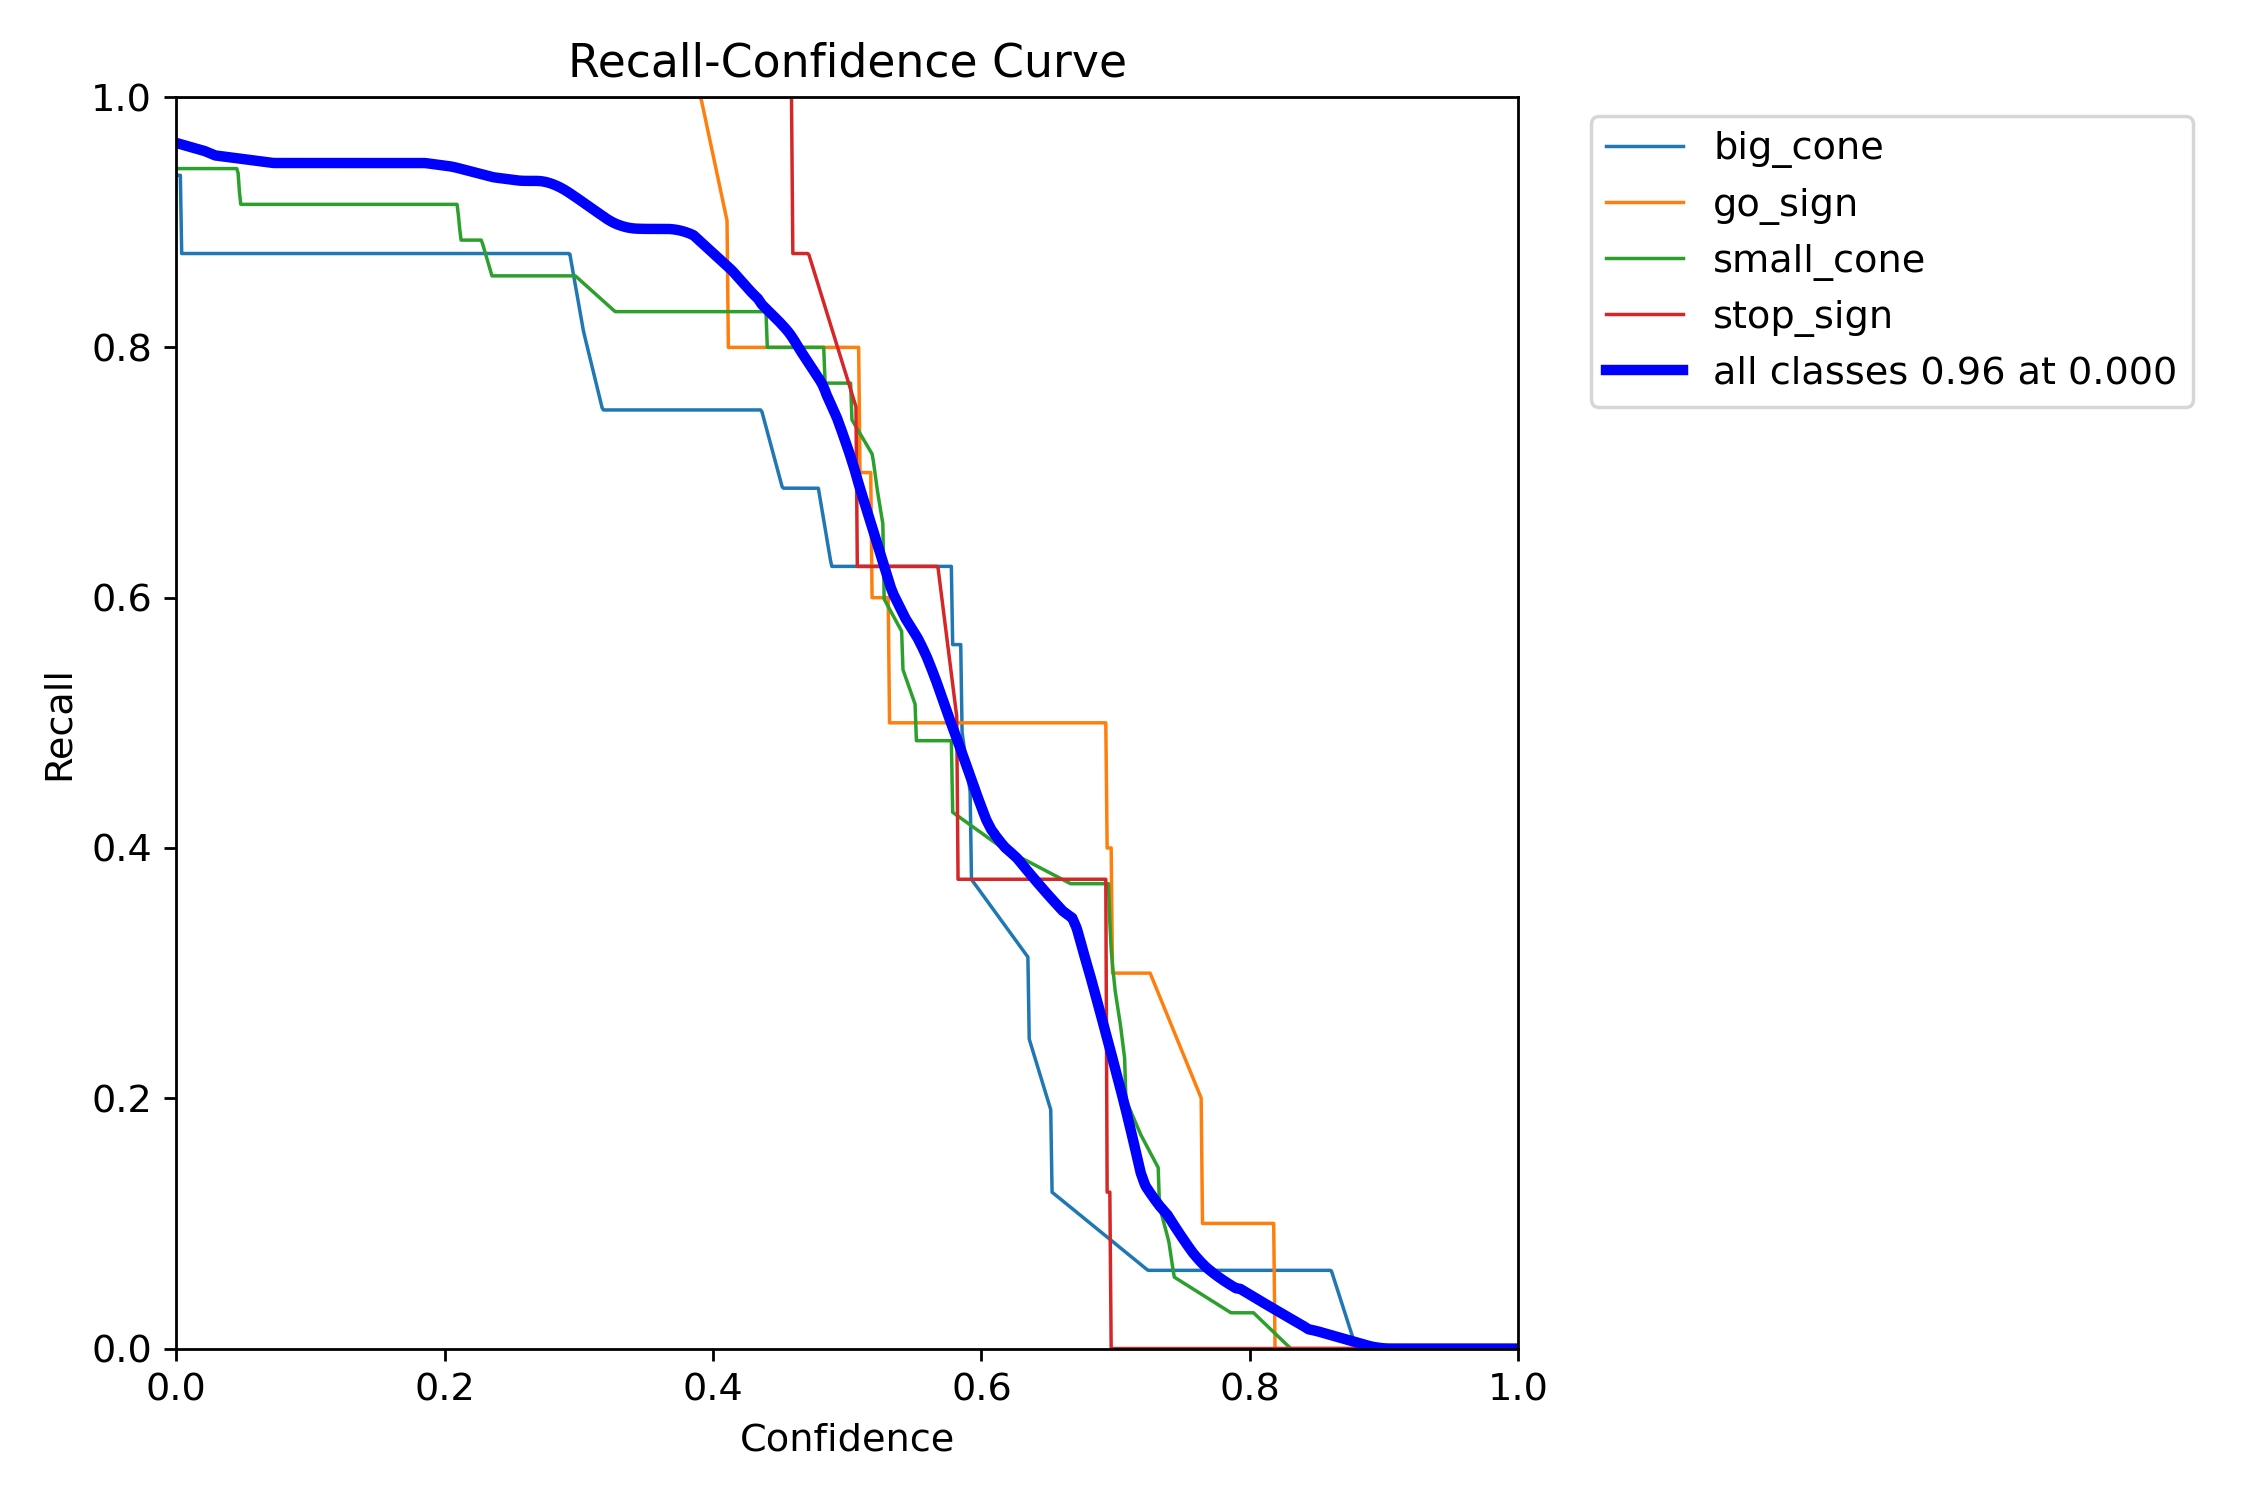 Recall-Confidence Curve
1.0
0.8
0.6
0.4
0.2
0.0
Recall
0.0 0.2 0.4 0.6 0.8 1.0
Confidence
big_cone
go_sign
small_cone
stop_sign
all classes 0.96 at 0.000